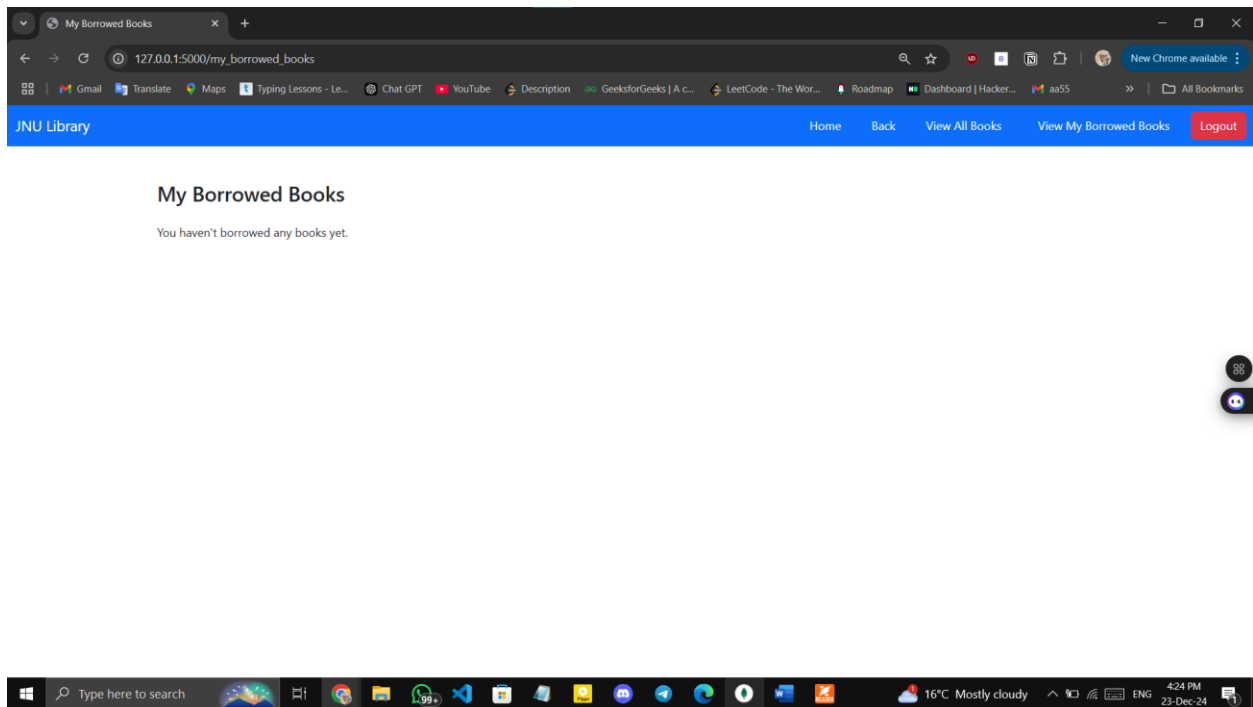 My Borrowed Books
127.0.0.1:5000/my_borrowed_books
New Chrome available
Gmail Translate Maps Typing Lessons - Le... Chat GPT YouTube Description GeeksforGeeks | A c... LeetCode - The Wor... Roadmap Dashboard | Hacker... aa55 » All Bookmarks
JNU Library Home Back View All Books View My Borrowed Books Logout
My Borrowed Books
You haven't borrowed any books yet.
Type here to search 99+ 16°C Mostly cloudy ENG 4:24 PM
23-Dec-24